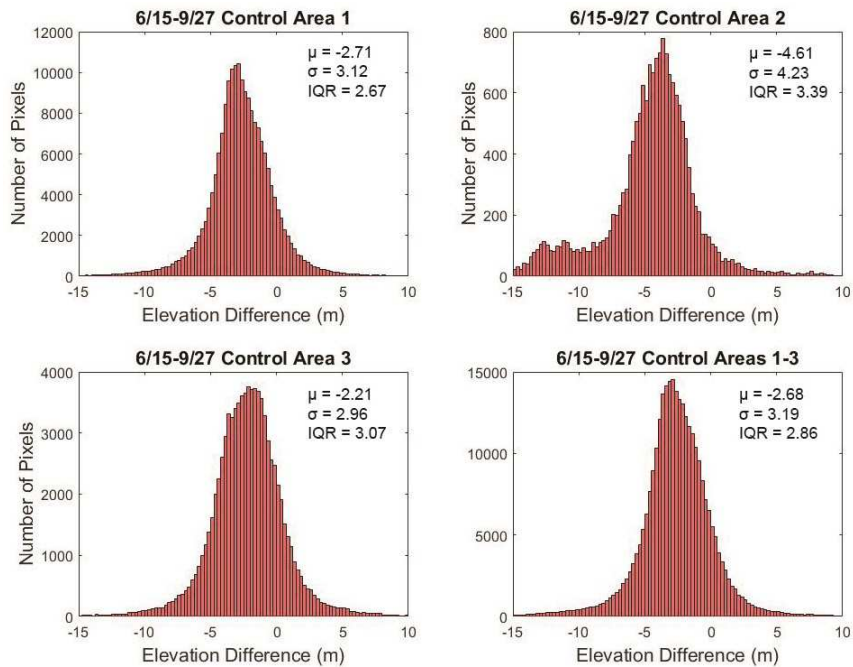 6/15-9/27 Control Area 1
12000
10000
8000
6000
4000
2000
0
Number of Pixels
μ = -2.71
σ = 3.12
IQR = 2.67
-15 -10 -5 0 5 10
Elevation Difference (m)
6/15-9/27 Control Area 2
800
600
400
200
0
Number of Pixels
μ = -4.61
σ = 4.23
IQR = 3.39
-15 -10 -5 0 5 10
Elevation Difference (m)
6/15-9/27 Control Area 3
4000
3000
2000
1000
0
Number of Pixels
μ = -2.21
σ = 2.96
IQR = 3.07
-15 -10 -5 0 5 10
Elevation Difference (m)
6/15-9/27 Control Areas 1-3
15000
10000
5000
0
μ = -2.68
σ = 3.19
IQR = 2.86
-15 -10 -5 0 5 10
Elevation Difference (m)